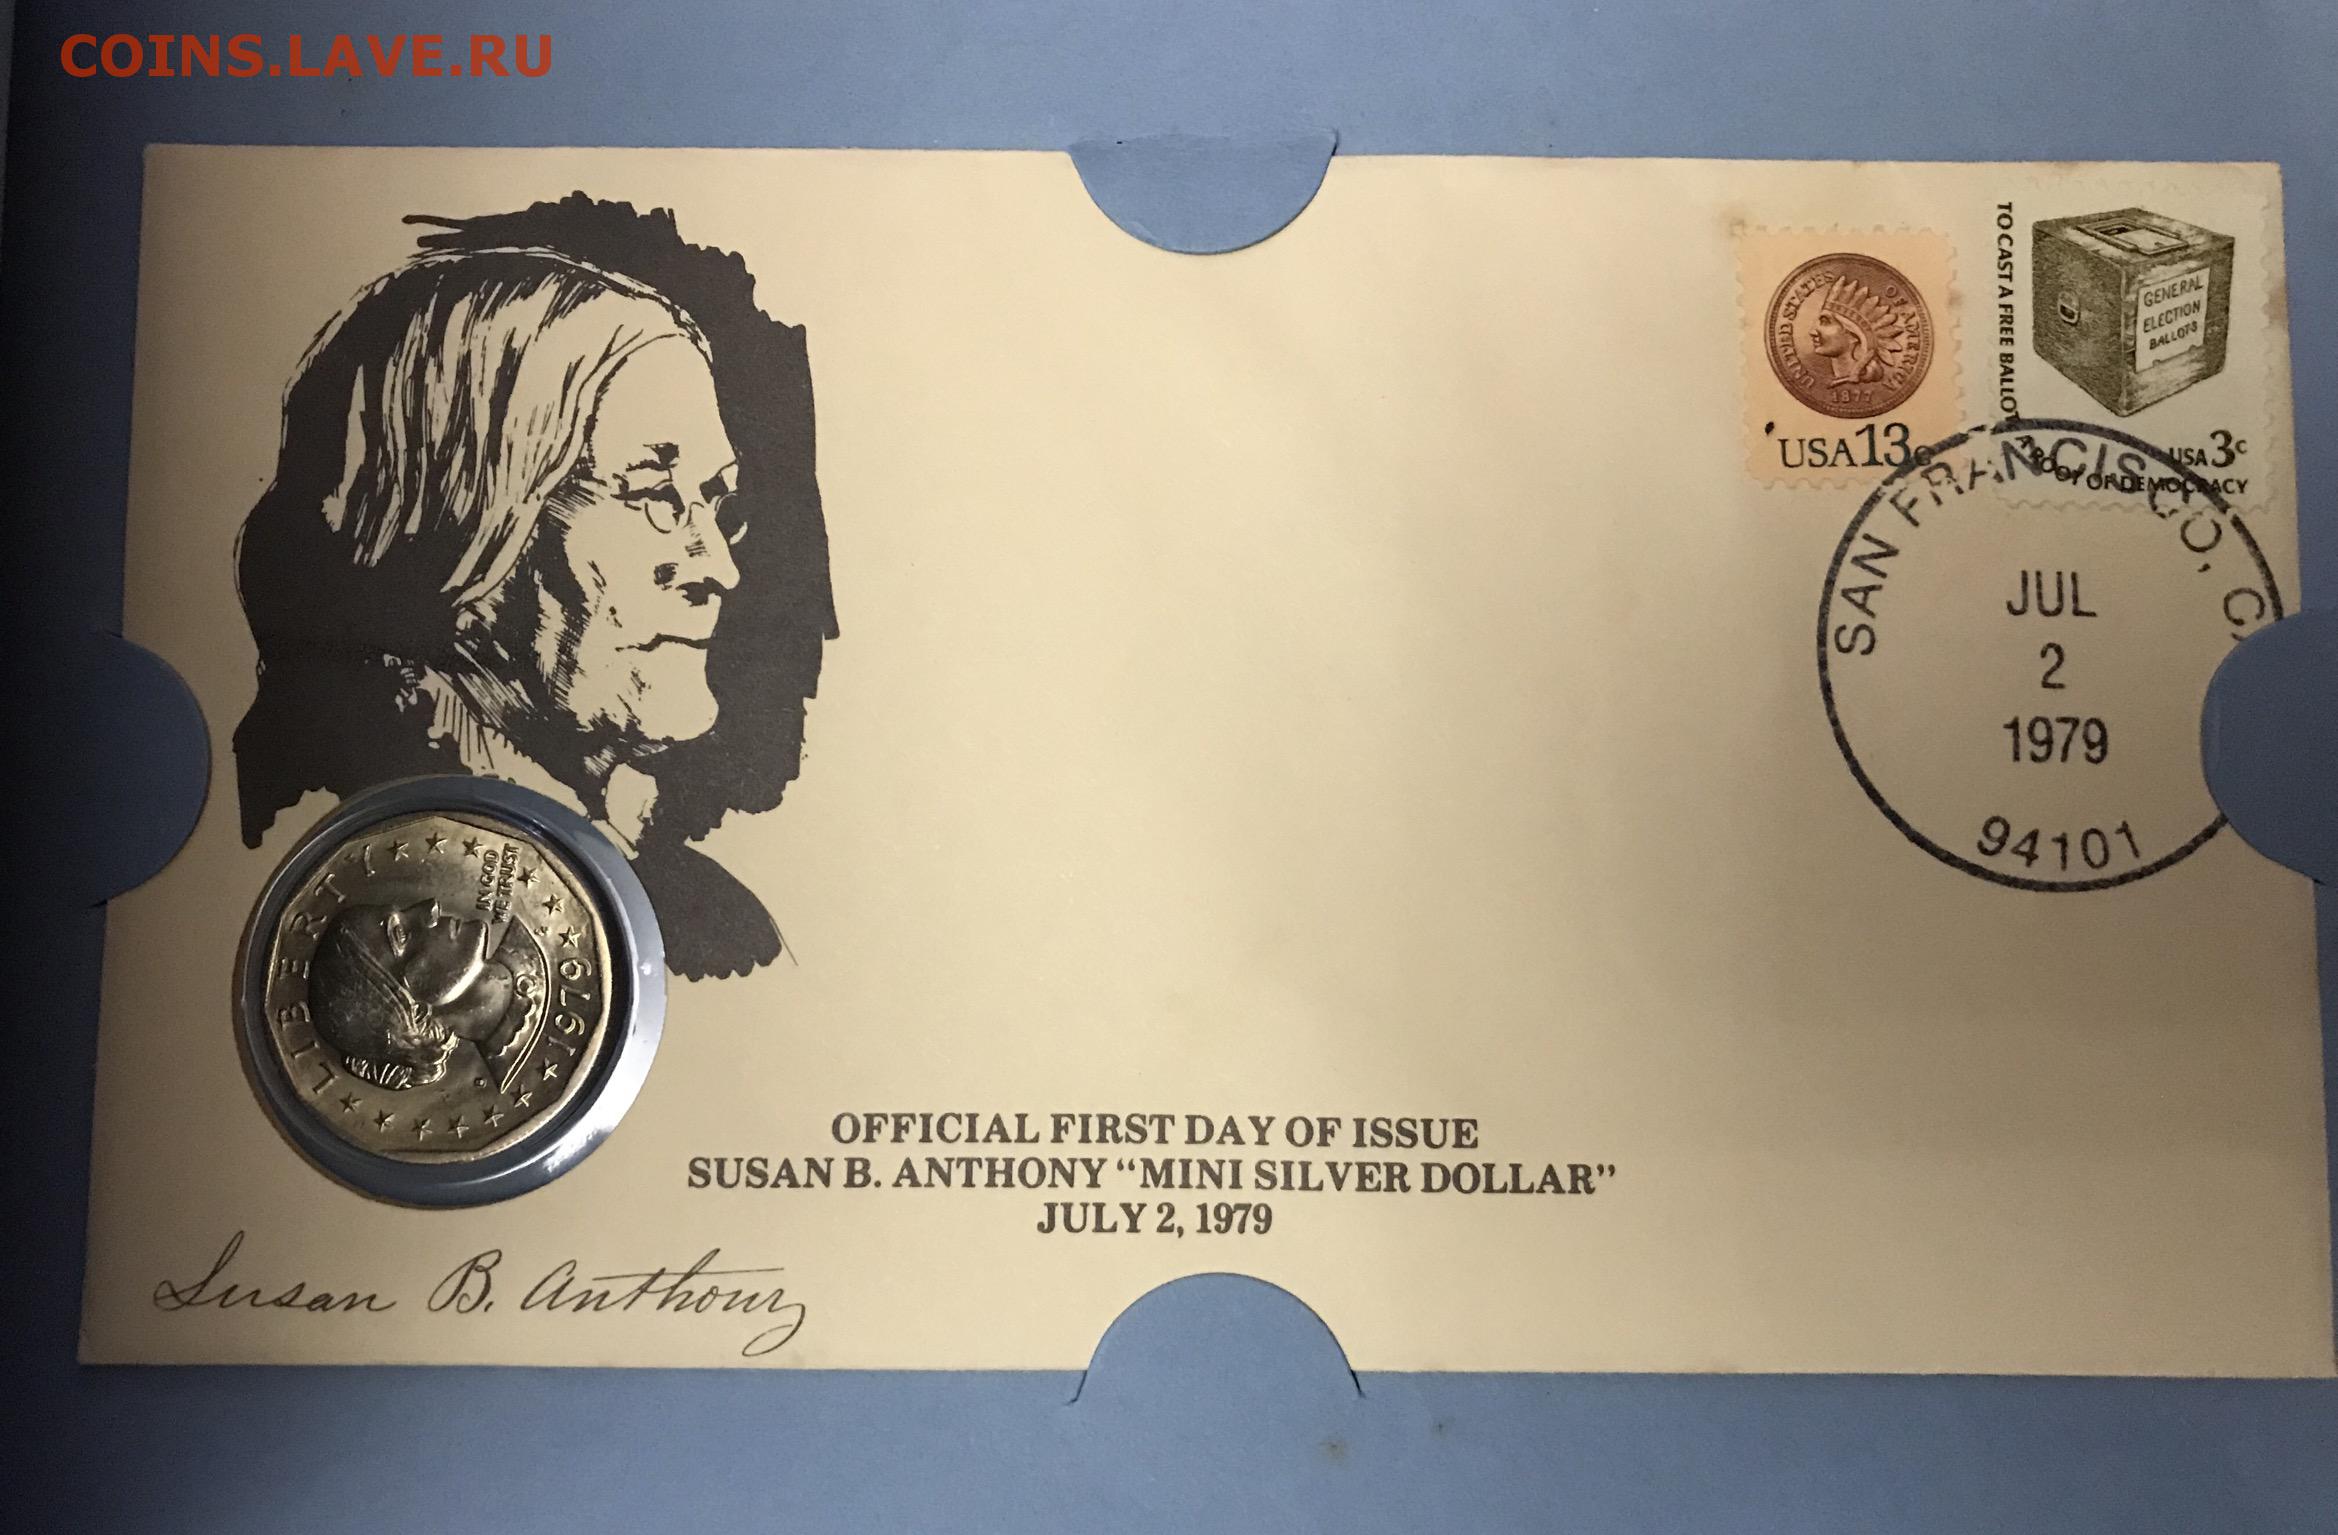 COINS.LAVE.RU
UNITED STATES OF AMERICA
1877
USA 13c
TO CAST A FREE BALLOT
A ROOT OF DEMOCRACY
GENERAL
ELECTION
BALLOTS
USA 3c
SAN FRANCISCO,
JUL
2
1979
94101
LIBERTY
IN GOD
WE TRUST
1979
OFFICIAL FIRST DAY OF ISSUE
SUSAN B. ANTHONY “MINI SILVER DOLLAR”
JULY 2, 1979
Susan B. Anthony